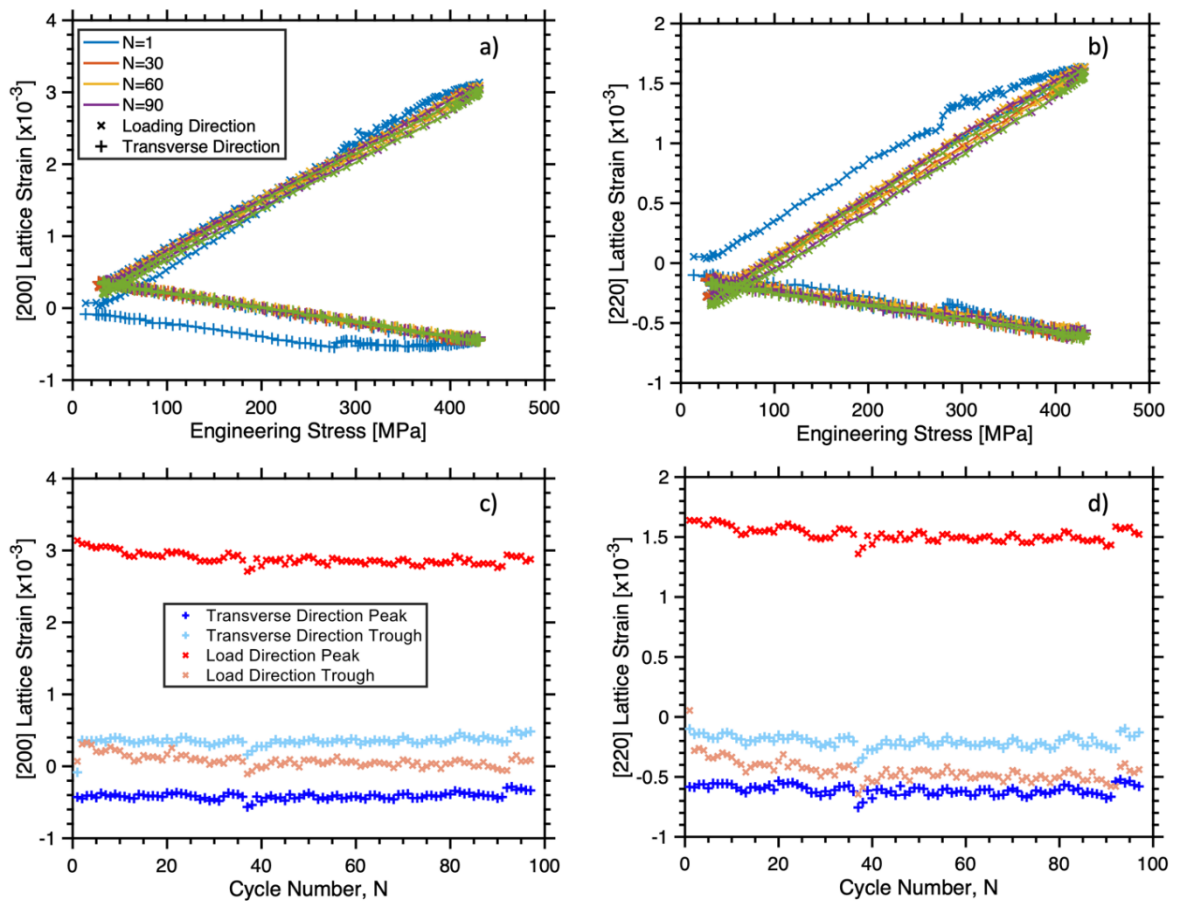 a)
[200] Lattice Strain [x10-3]
4
3
2
1
0
-1
N=1
N=30
N=60
N=90
Loading Direction
Transverse Direction
0 100 200 300 400 500
Engineering Stress [MPa]
b)
[220] Lattice Strain [x10-3]
2
1.5
1
0.5
0
-0.5
-1
0 100 200 300 400 500
Engineering Stress [MPa]
c)
[200] Lattice Strain [x10-3]
4
3
2
1
0
-1
Transverse Direction Peak
Transverse Direction Trough
Load Direction Peak
Load Direction Trough
0 20 40 60 80 100
Cycle Number, N
d)
[220] Lattice Strain [x10-3]
2
1.5
1
0.5
0
-0.5
-1
0 20 40 60 80 100
Cycle Number, N